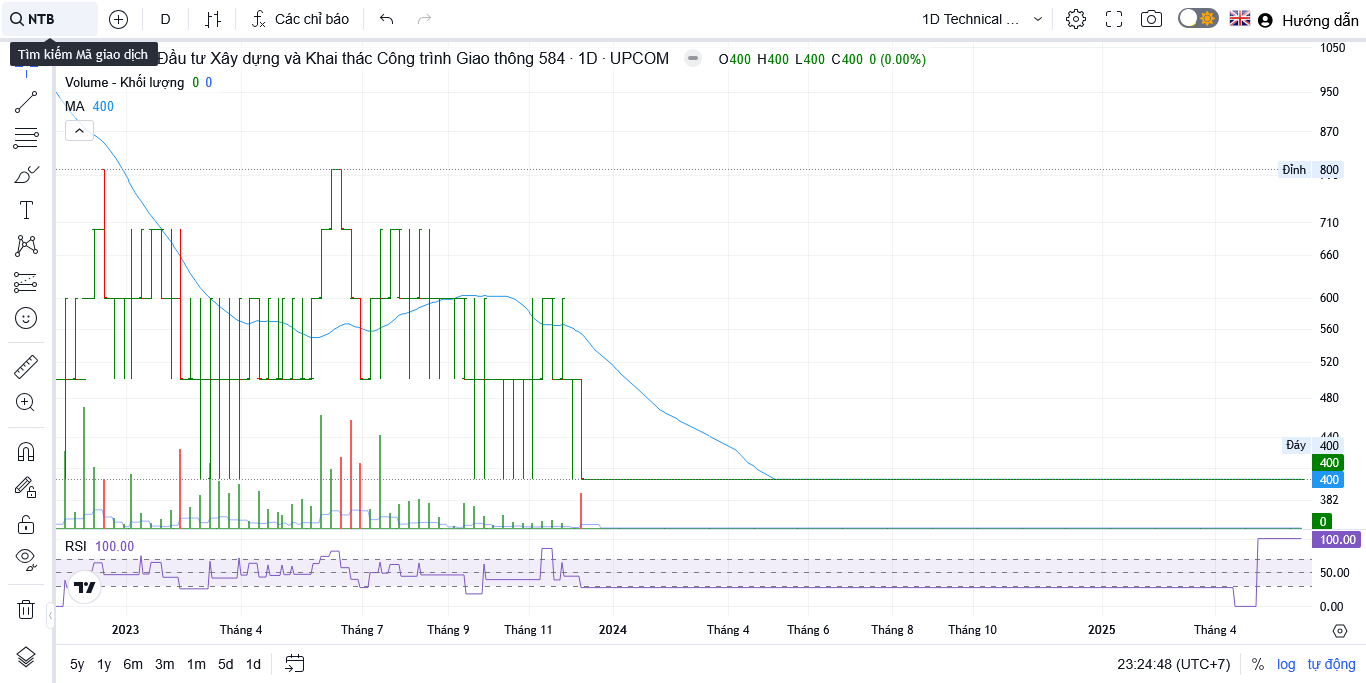 NTB
D
Các chỉ báo
1D Technical ...
Hướng dẫn
Tìm kiếm Mã giao dịch
Đầu tư Xây dựng và Khai thác Công trình Giao thông 584 · 1D · UPCOM
O400 H400 L400 C400 0 (0.00%)
Volume - Khối lượng 0 0
MA 400
1050
950
870
Đỉnh 800
710
660
600
560
520
480
440
Đáy 400
400
400
382
0
RSI 100.00
100.00
50.00
0.00
2023 Tháng 4 Tháng 7 Tháng 9 Tháng 11 2024 Tháng 4 Tháng 6 Tháng 8 Tháng 10 2025 Tháng 4
5y 1y 6m 3m 1m 5d 1d
23:24:48 (UTC+7) % log tự động